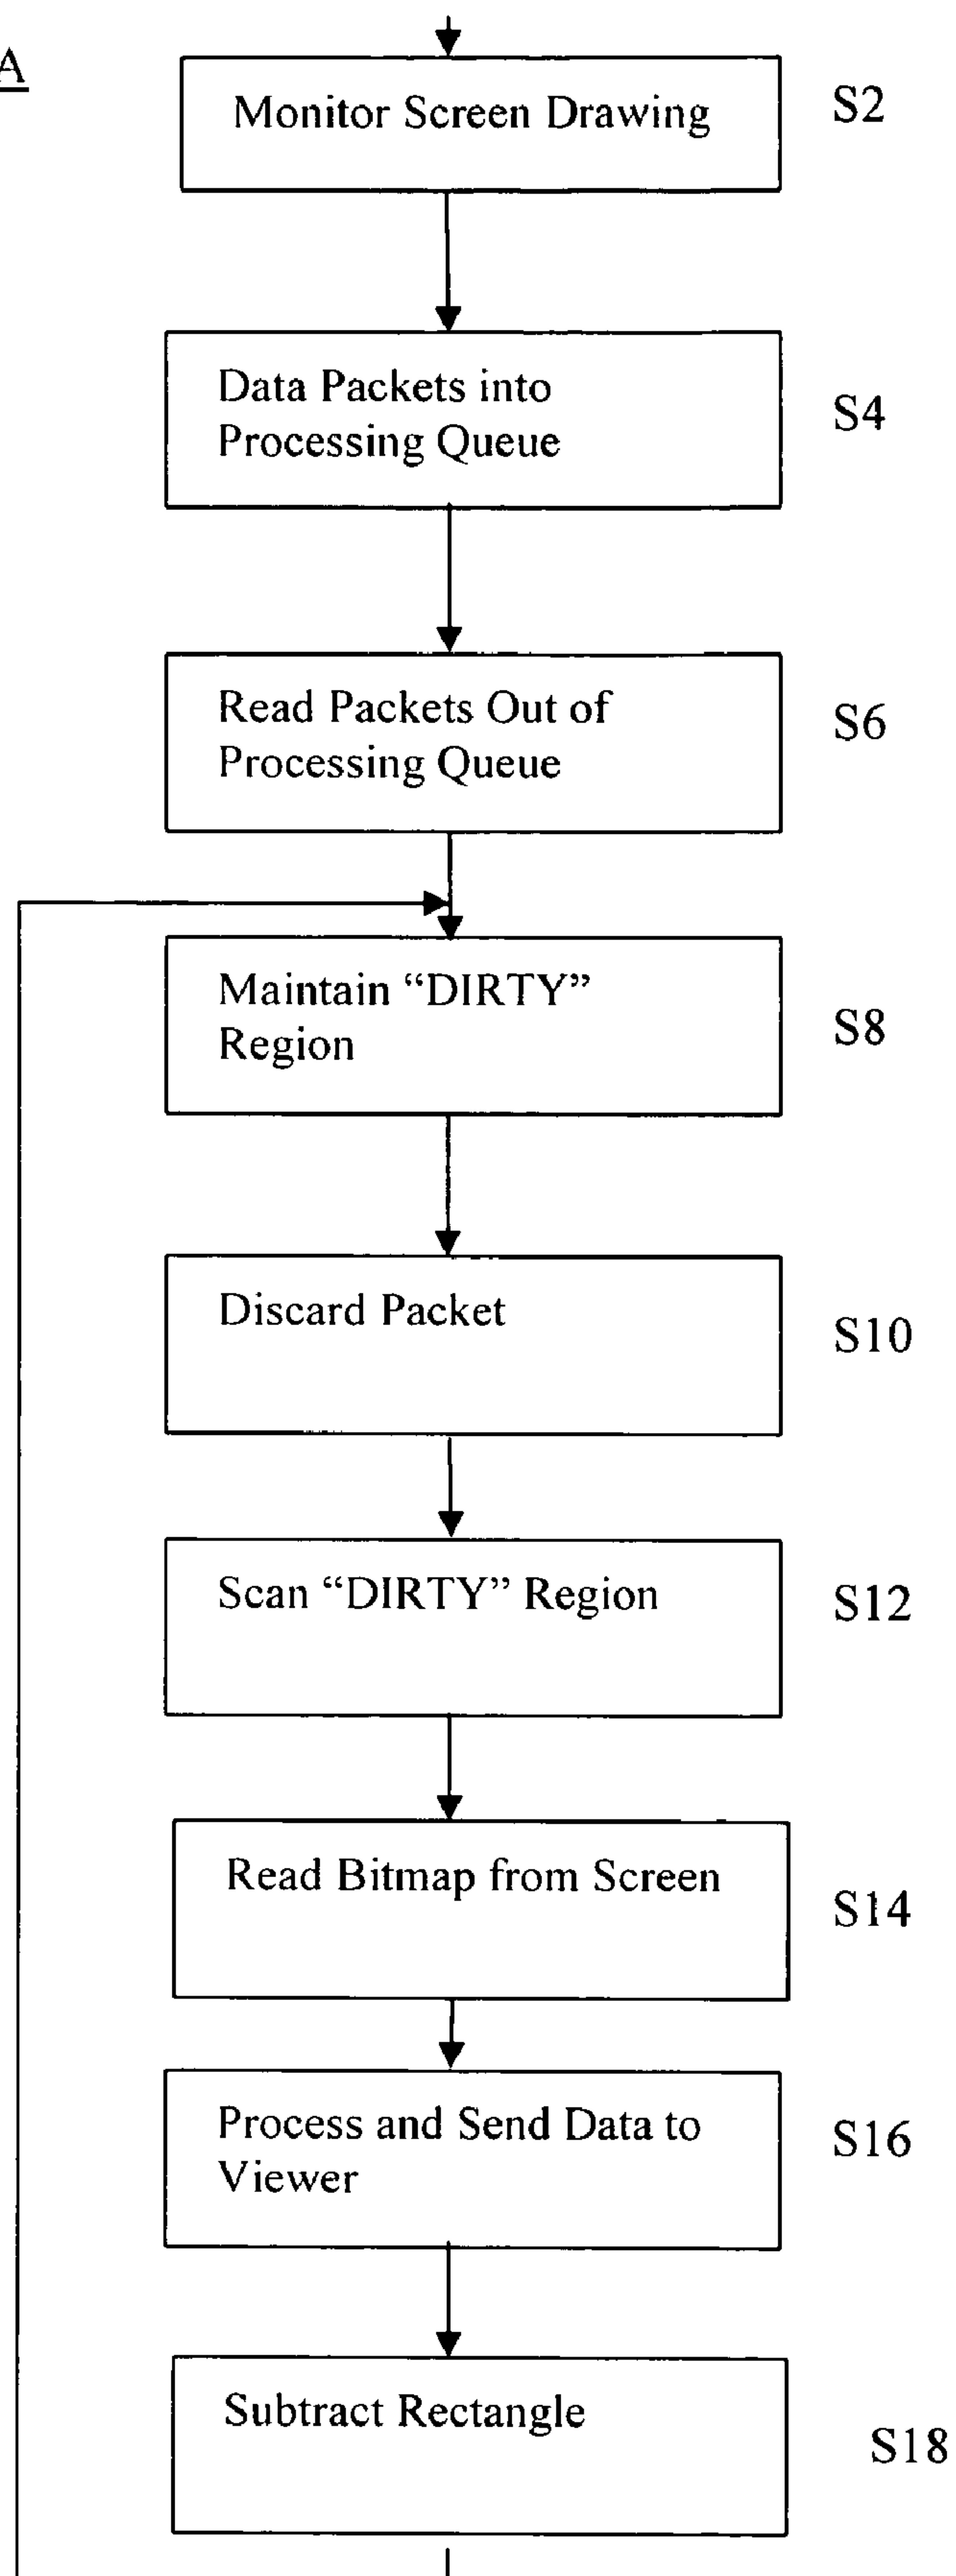 A
Monitor Screen Drawing
S2
Data Packets into
Processing Queue
S4
Read Packets Out of
Processing Queue
S6
Maintain “DIRTY”
Region
S8
Discard Packet
S10
Scan “DIRTY” Region
S12
Read Bitmap from Screen
S14
Process and Send Data to
Viewer
S16
Subtract Rectangle
S18